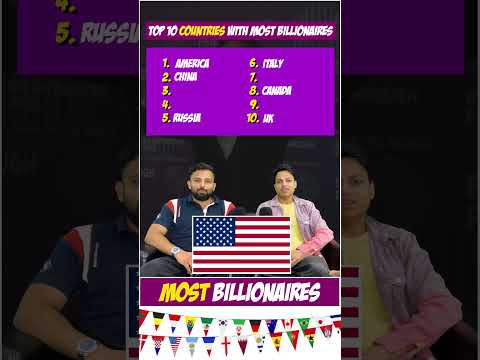 TOP 10 COUNTRIES WITH MOST BILLIONAIRES
1. AMERICA
2. CHINA
3.
4.
5. RUSSIA
6. ITALY
7.
8. CANADA
9.
10. UK
MOST BILLIONAIRES
5. RUSSIA